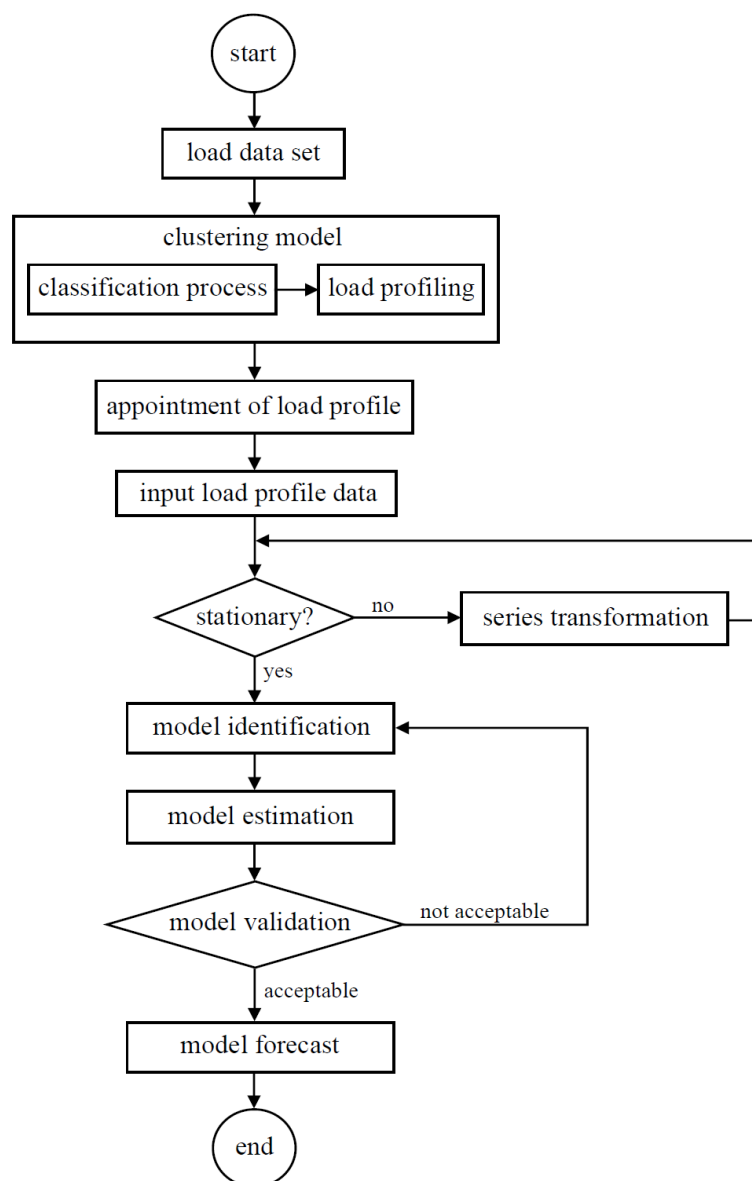 start
load data set
clustering model
classification process
load profiling
appointment of load profile
input load profile data
stationary?
no
series transformation
yes
model identification
model estimation
model validation
not acceptable
acceptable
model forecast
end